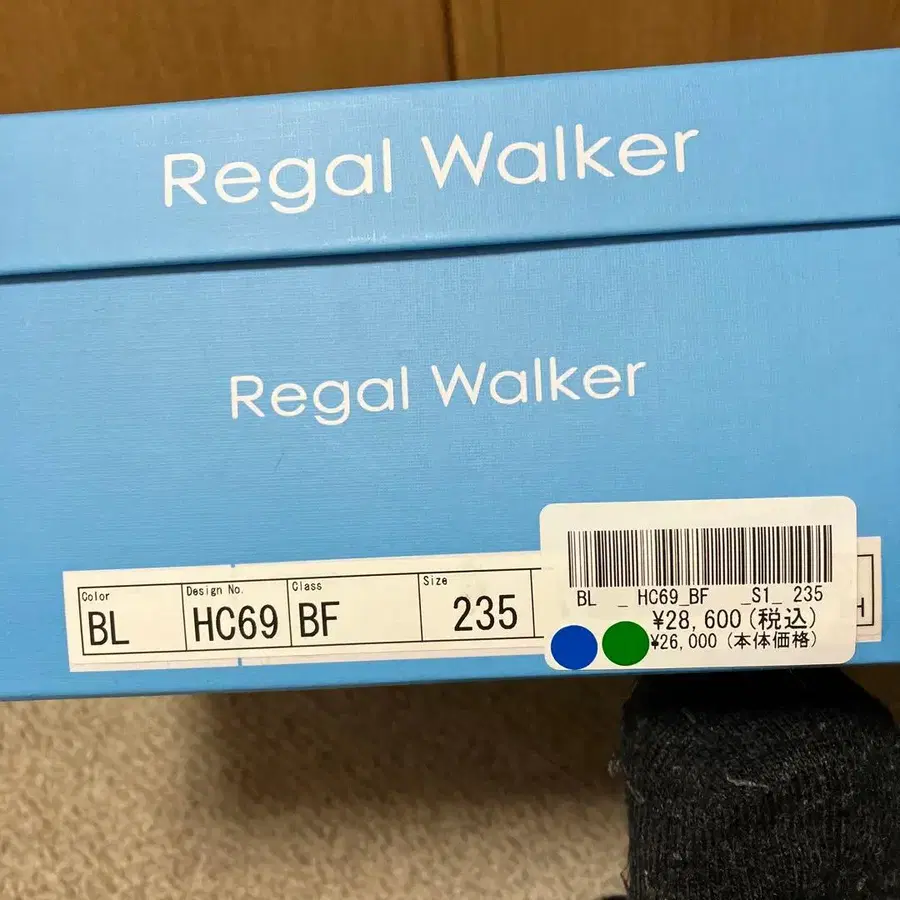 Regal Walker
Regal Walker
Color Design No. Class Size
BL HC69 BF 235 H
BL _ HC69_BF _S1_ 235
¥28,600(税込)
¥26,000(本体価格)